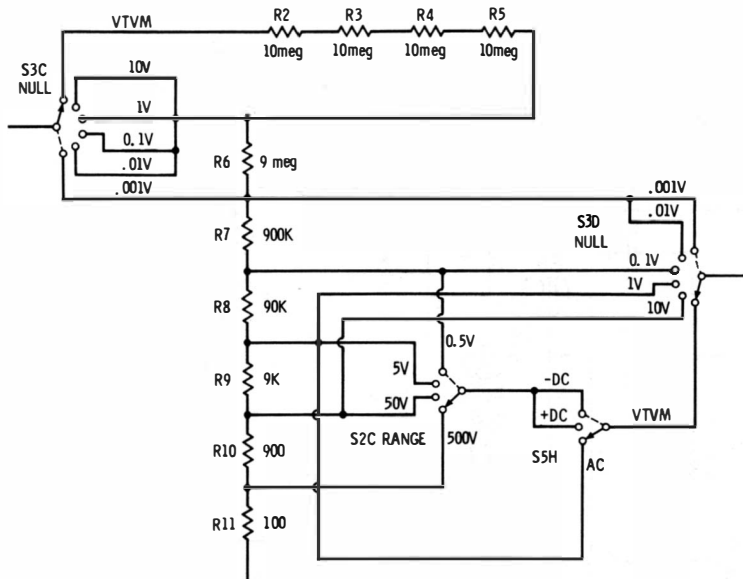 VTVM
R2
R3
R4
R5
10meg
10meg
10meg
10meg
S3C
NULL
10V
1V
0.1V
.01V
.001V
R6
9 meg
.001V
.01V
S3D
NULL
R7
900K
0.1V
1V
10V
R8
90K
0.5V
5V
R9
9K
50V
-DC
+DC
VTVM
S2C RANGE
500V
S5H
AC
R10
900
R11
100